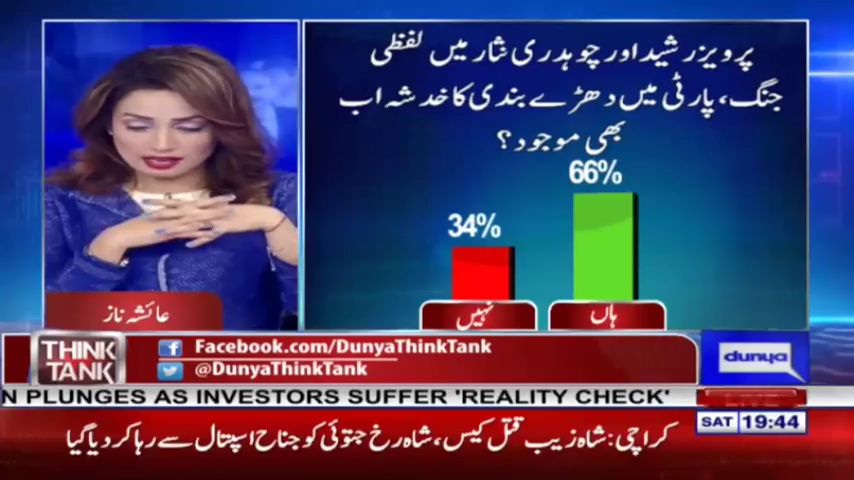 پرویز رشید اور چوہدری نثار میں لفظی
جنگ، پارٹی میں دھڑے بندی کا خدشہ اب
بھی موجود؟
66%
34%
ہاں
نہیں
عائشہ ناز
THINK TANK
Facebook.com/DunyaThinkTank
@DunyaThinkTank
dunya
N PLUNGES AS INVESTORS SUFFER 'REALITY CHECK'
LIVE
SAT 19:44
کراچی: شاہ زیب قتل کیس، شاہ رخ جتوئی کو جناح اسپتال سے رہا کر دیا گیا